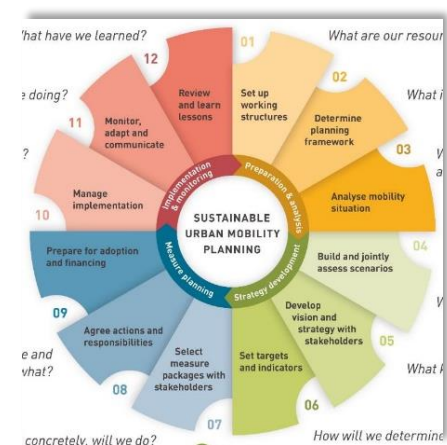 hat have we learned?
What are our resour
12
01
Review
and learn
lessons
Set up
working
structures
02
e doing?
What i
11
Monitor,
adapt and
communicate
Determine
planning
framework
03
?
Manage
implementation
Analyse mobility
situation
10
Implementation
& monitoring
Preparation & analysis
SUSTAINABLE
URBAN MOBILITY
PLANNING
Measure planning
Strategy development
Prepare for adoption
and financing
Build and jointly
assess scenarios
04
09
Agree actions and
responsibilities
Develop
vision and
strategy with
stakeholders
05
08
Select
measure
packages with
stakeholders
Set targets
and indicators
e and
what?
What k
07
06
concretely, will we do?
How will we determine